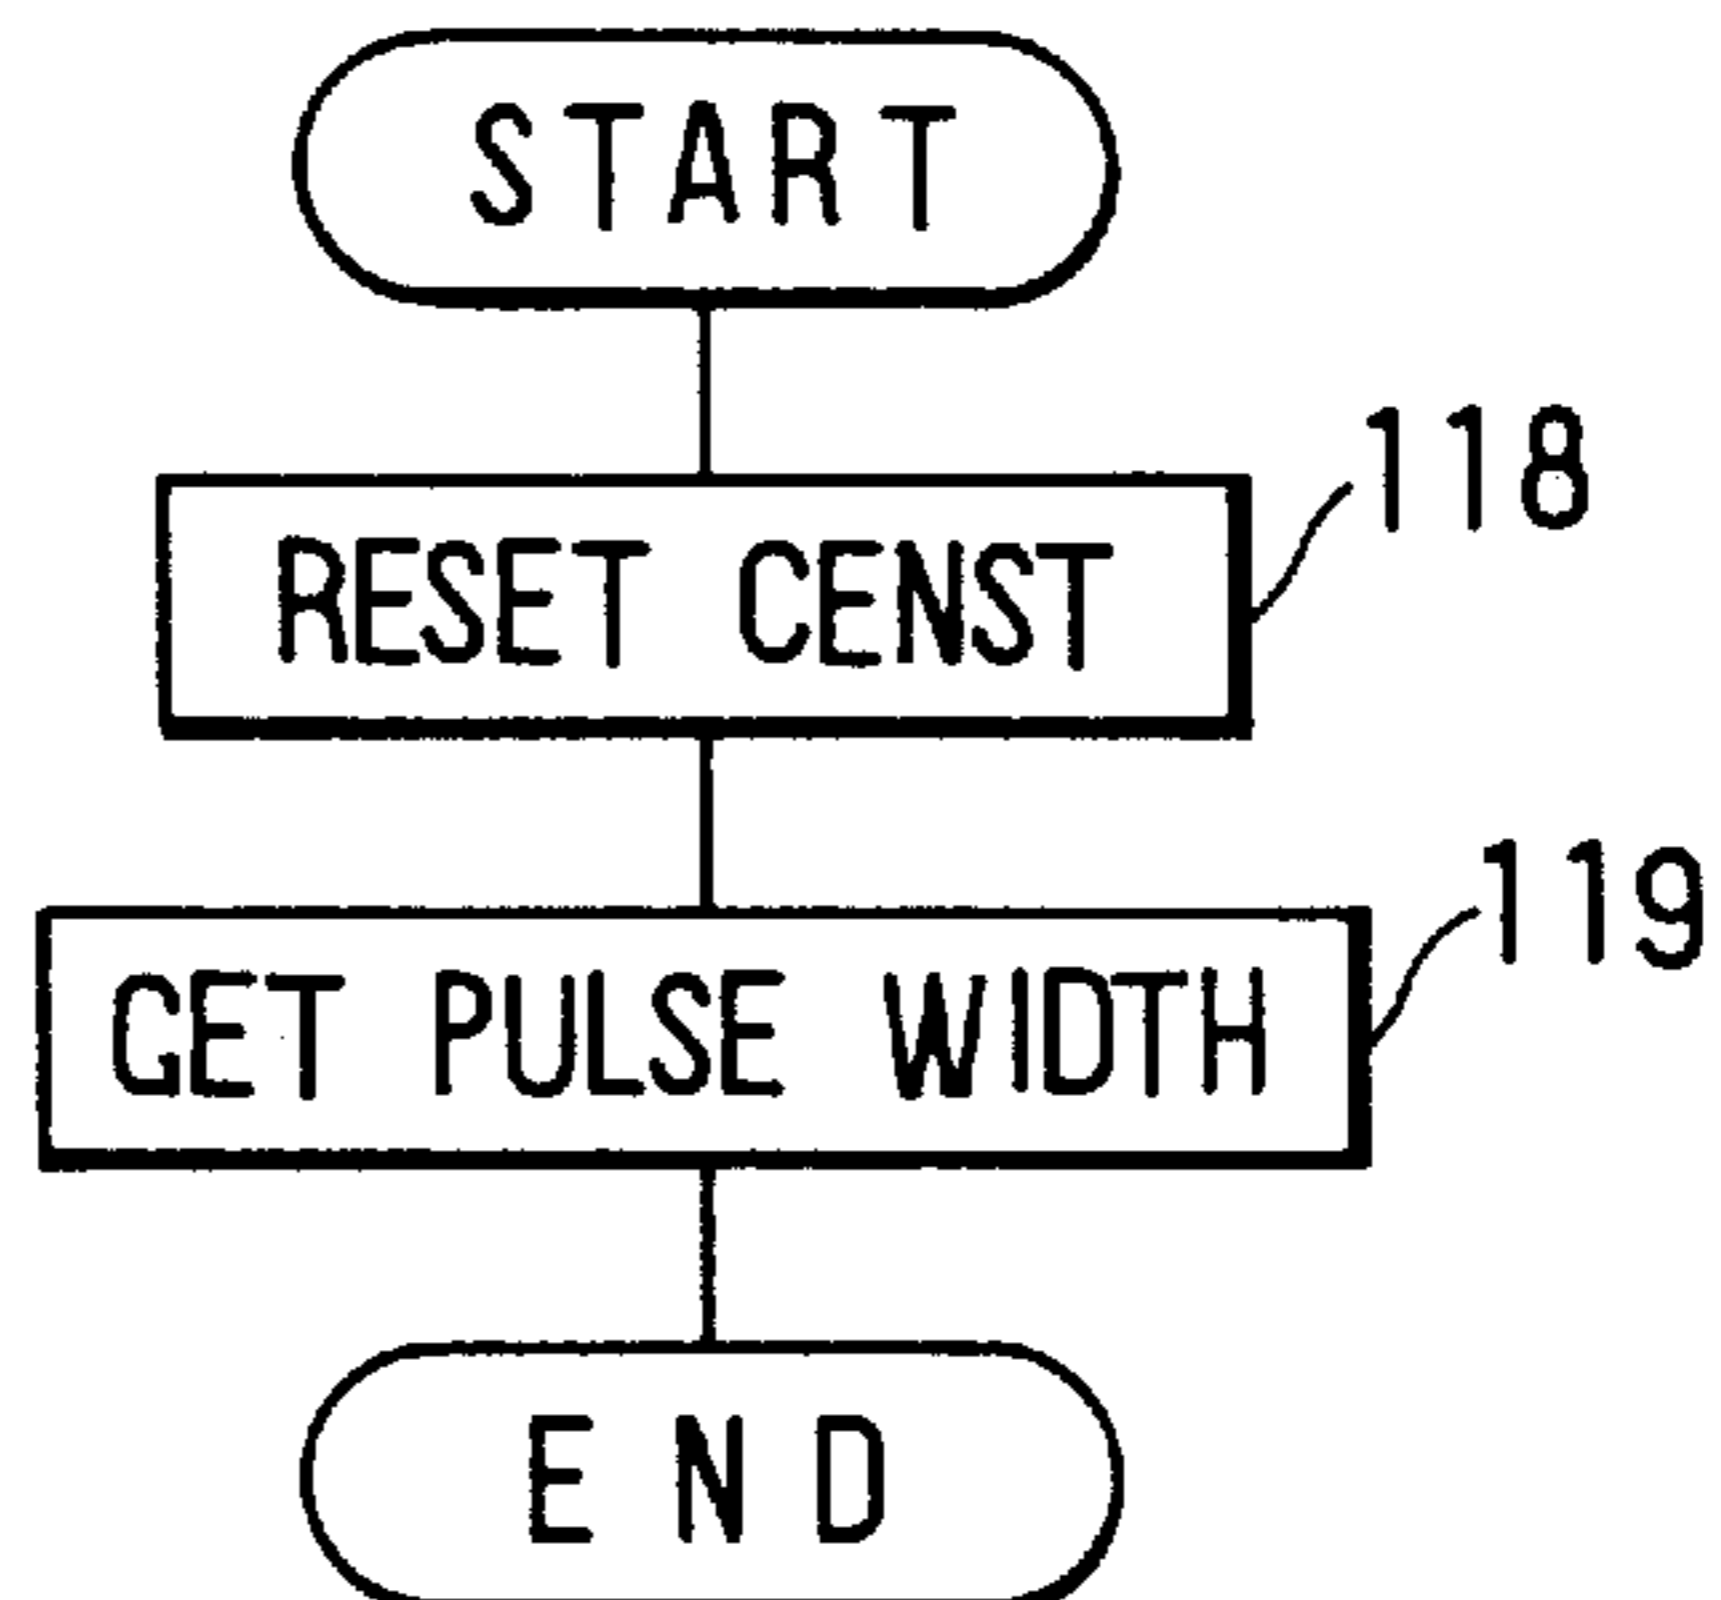 START
118
RESET CENST
119
GET PULSE WIDTH
END